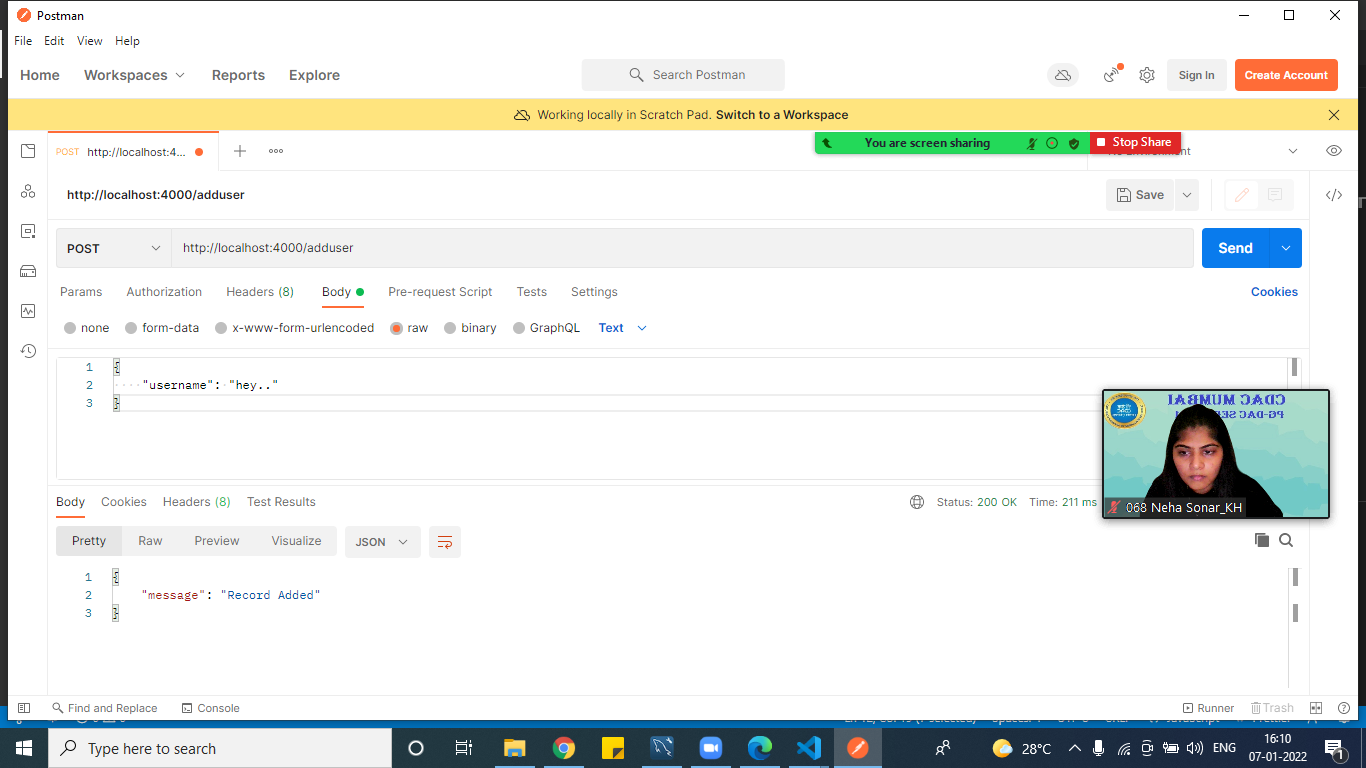 Postman
File Edit View Help
Home Workspaces Reports Explore Search Postman Sign In Create Account
Working locally in Scratch Pad. Switch to a Workspace
POST http://localhost:4... You are screen sharing Stop Share
http://localhost:4000/adduser Save
POST http://localhost:4000/adduser Send
Params Authorization Headers (8) Body Pre-request Script Tests Settings Cookies
none form-data x-www-form-urlencoded raw binary GraphQL Text
1 {
2 "username": "hey.."
3 }
CDAC MUMBAI
068 Neha Sonar_KH
Body Cookies Headers (8) Test Results Status: 200 OK Time: 211 ms
Pretty Raw Preview Visualize JSON
1 {
2 "message": "Record Added"
3 }
Find and Replace Console Runner Trash
Type here to search 28°C ENG 16:10
07-01-2022 1